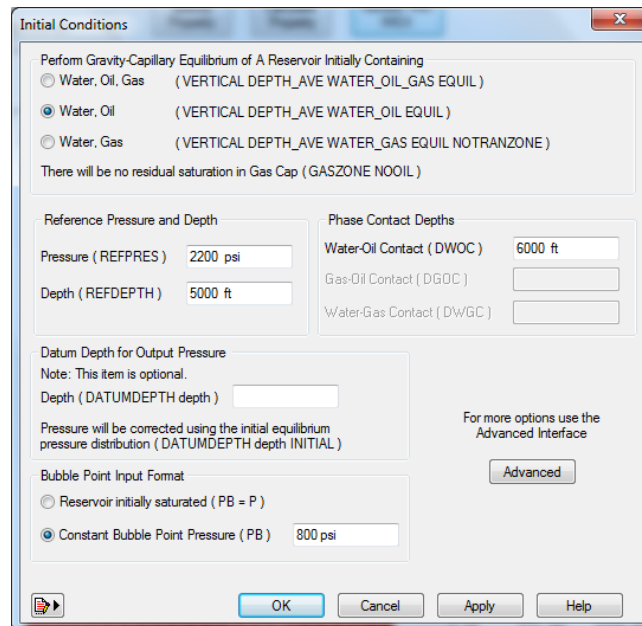 Initial Conditions
Perform Gravity-Capillary Equilibrium of A Reservoir Initially Containing
Water, Oil, Gas ( VERTICAL DEPTH_AVE WATER_OIL_GAS EQUIL )
Water, Oil ( VERTICAL DEPTH_AVE WATER_OIL EQUIL )
Water, Gas ( VERTICAL DEPTH_AVE WATER_GAS EQUIL NOTRANZONE )
There will be no residual saturation in Gas Cap ( GASZONE NOOIL )
Reference Pressure and Depth
Pressure ( REFPRES ) 2200 psi
Depth ( REFDEPTH ) 5000 ft
Phase Contact Depths
Water-Oil Contact ( DWOC ) 6000 ft
Gas-Oil Contact ( DGOC )
Water-Gas Contact ( DWGC )
Datum Depth for Output Pressure
Note: This item is optional.
Depth ( DATUMDEPTH depth )
Pressure will be corrected using the initial equilibrium
pressure distribution ( DATUMDEPTH depth INITIAL )
For more options use the
Advanced Interface
Advanced
Bubble Point Input Format
Reservoir initially saturated ( PB = P )
Constant Bubble Point Pressure ( PB ) 800 psi
OK Cancel Apply Help